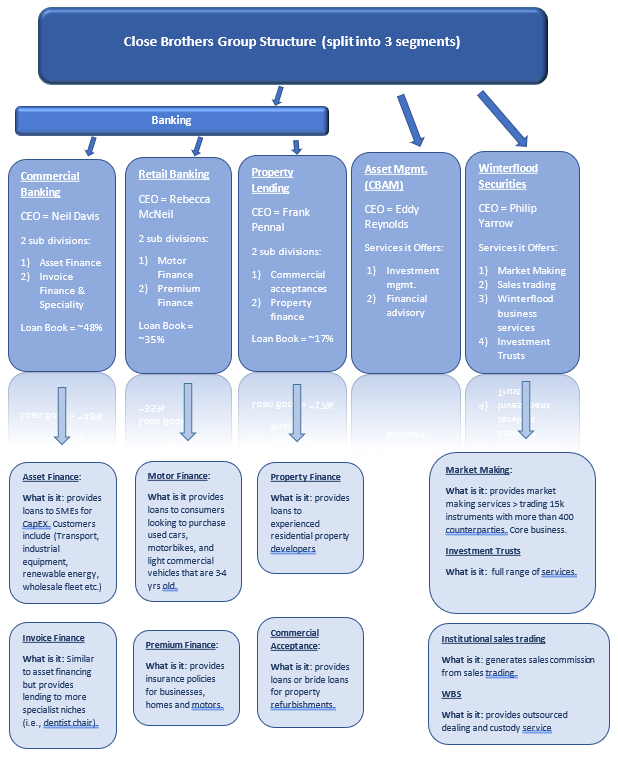 Close Brothers Group Structure (split into 3 segments)
Banking
Commercial
Banking
CEO = Neil Davis
2 sub divisions:
1) Asset Finance
2) Invoice
Finance &
Speciality
Loan Book = ~48%
Retail Banking
CEO = Rebecca
McNeil
2 sub divisions:
1) Motor
Finance
2) Premium
Finance
Loan Book =
~35%
Property
Lending
CEO = Frank
Pennal
2 sub divisions:
1) Commercial
acceptances
2) Property
finance
Loan Book = ~17%
Asset Mgmt.
(CBAM)
CEO = Eddy
Reynolds
Services it Offers:
1) Investment
mgmt.
2) Financial
advisory
Winterflood
Securities
CEO = Philip
Yarrow
Services it Offers:
1) Market Making
2) Sales trading
3) Winterflood
business
services
4) Investment
Trusts
Asset Finance:
What is it: provides
loans to SMEs for
CapEX. Customers
include (Transport,
industrial
equipment,
renewable energy,
wholesale fleet etc.)
Motor Finance:
What is it provides
loans to consumers
looking to purchase
used cars,
motorbikes, and
light commercial
vehicles that are 3-4
yrs old.
Property Finance
What is it: provides
loans to
experienced
residential property
developers
Market Making:
What is it: provides market
making services > trading 15k
instruments with more than 400
counterparties. Core business.
Investment Trusts
What is it: full range of services.
Invoice Finance
What is it: Similar
to asset financing
but provides
lending to more
specialist niches
(i.e., dentist chair).
Premium Finance:
What is it: provides
insurance policies
for businesses,
homes and motors.
Commercial
Acceptance:
What is it: provides
loans or bride loans
for property
refurbishments.
Institutional sales trading
What is it: generates sales commission
from sales trading.
WBS
What is it: provides outsourced
dealing and custody service